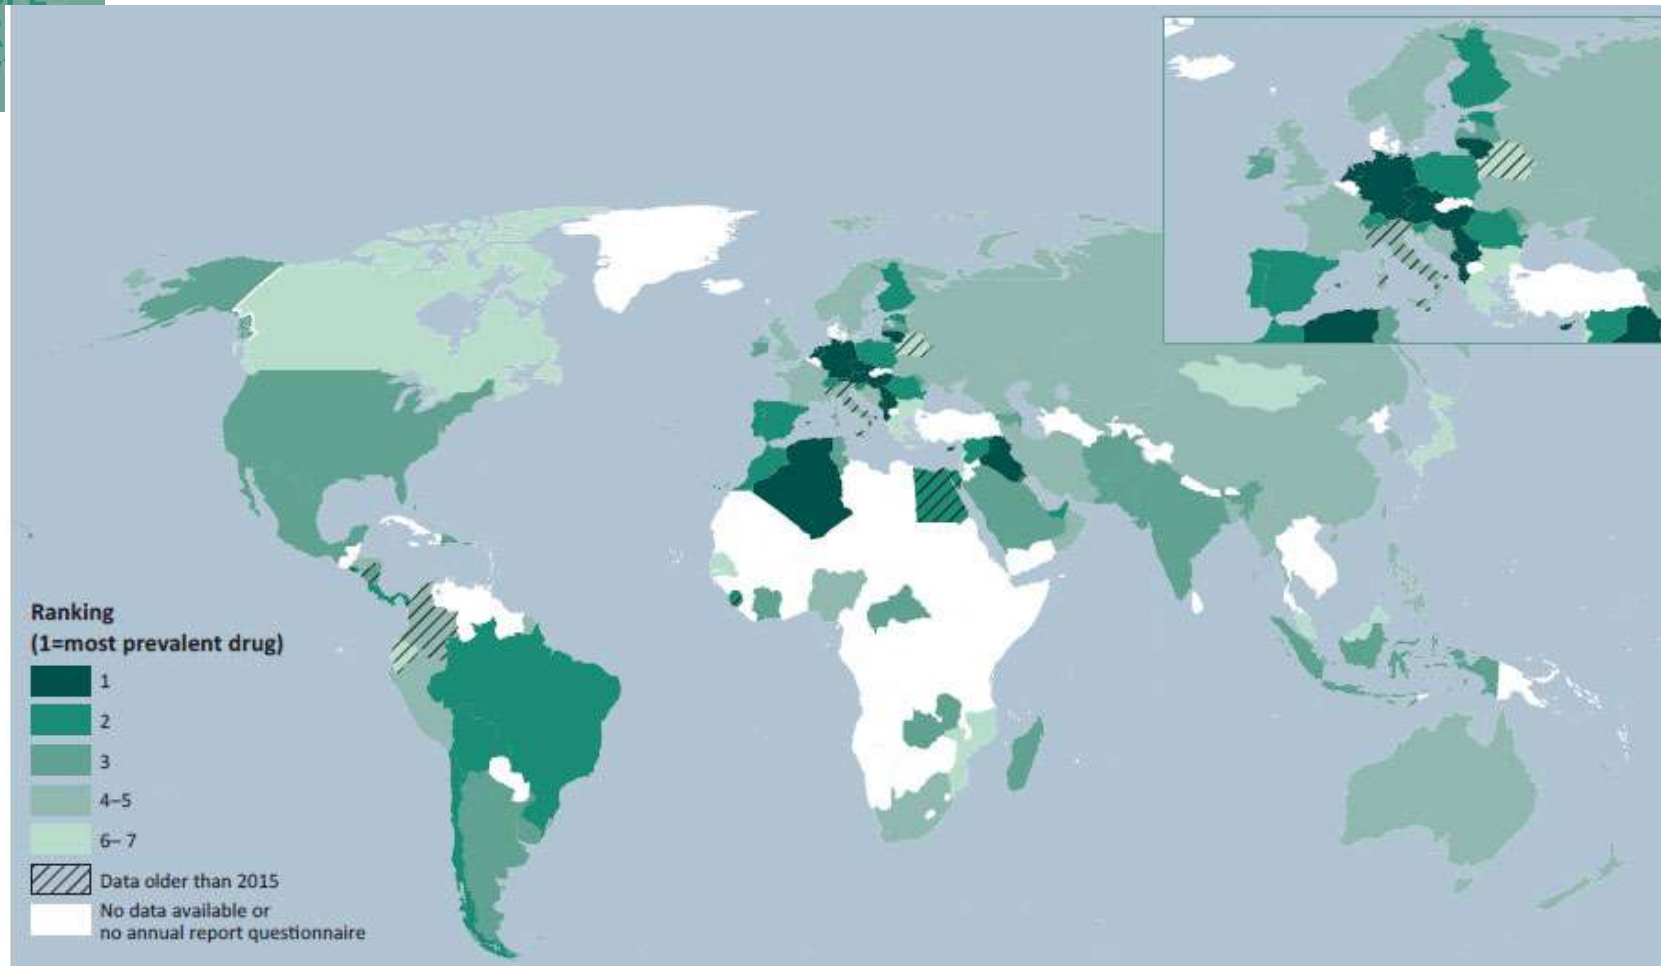 Ranking
(1=most prevalent drug)
1
2
3
4–5
6– 7
Data older than 2015
No data available or
no annual report questionnaire